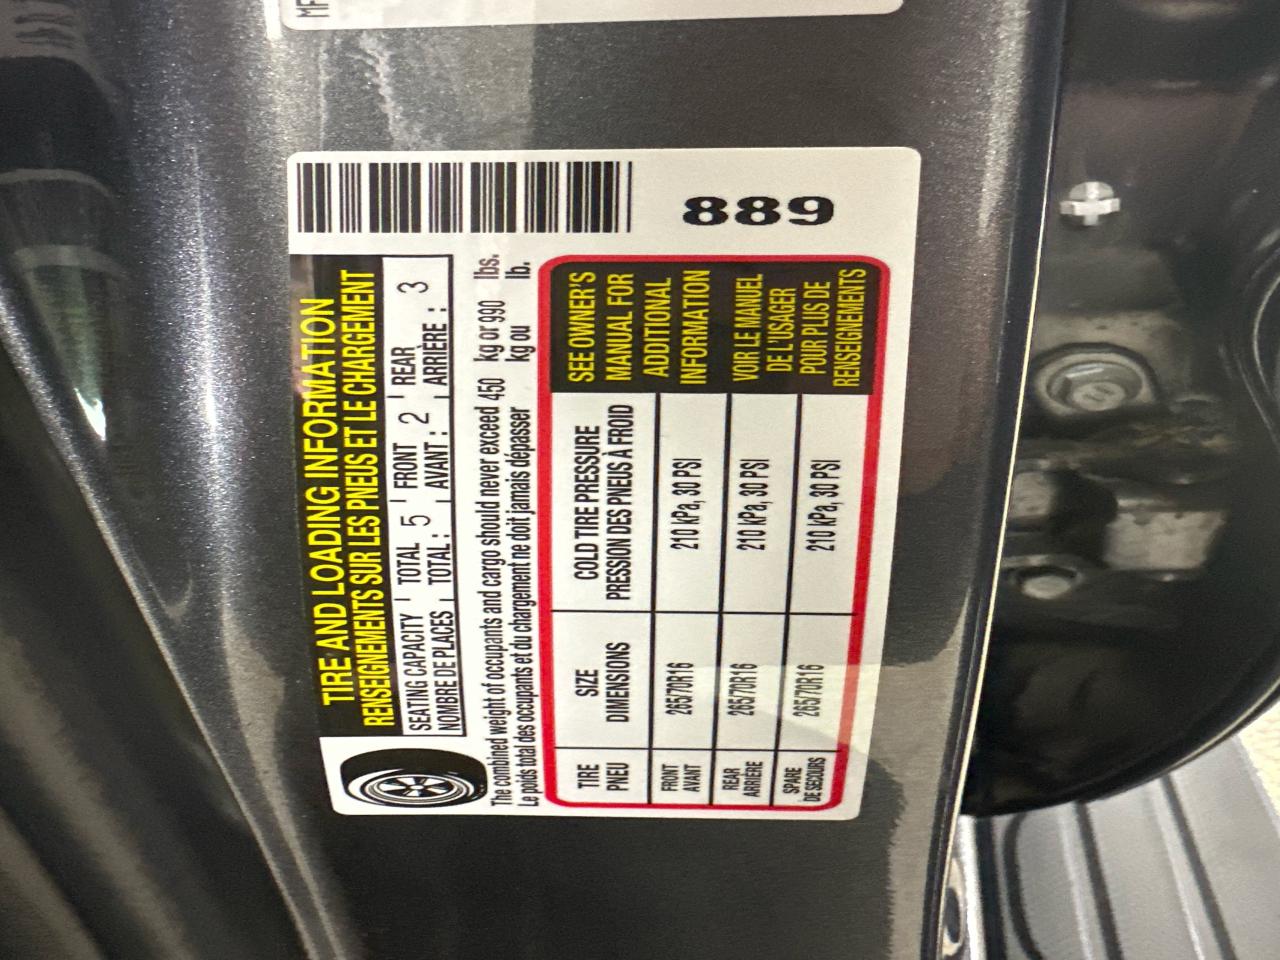 MF
889
TIRE AND LOADING INFORMATION
RENSEIGNEMENTS SUR LES PNEUS ET LE CHARGEMENT
SEATING CAPACITY TOTAL 5 FRONT 2 REAR 3
NOMBRE DE PLACES TOTAL : AVANT : ARRIÈRE :
The combined weight of occupants and cargo should never exceed 450 kg or 990 lbs.
Le poids total des occupants et du chargement ne doit jamais dépasser kg ou lb.
TIRE SIZE COLD TIRE PRESSURE
PNEU DIMENSIONS PRESSION DES PNEUS À FROID
FRONT 265/70R16 210 kPa, 30 PSI
AVANT
REAR 265/70R16 210 kPa, 30 PSI
ARRIERE
SPARE 265/70R16 210 kPa, 30 PSI
DE SECOURS
SEE OWNER'S
MANUAL FOR
ADDITIONAL
INFORMATION
VOIR LE MANUEL
DE L'USAGER
POUR PLUS DE
RENSEIGNEMENTS